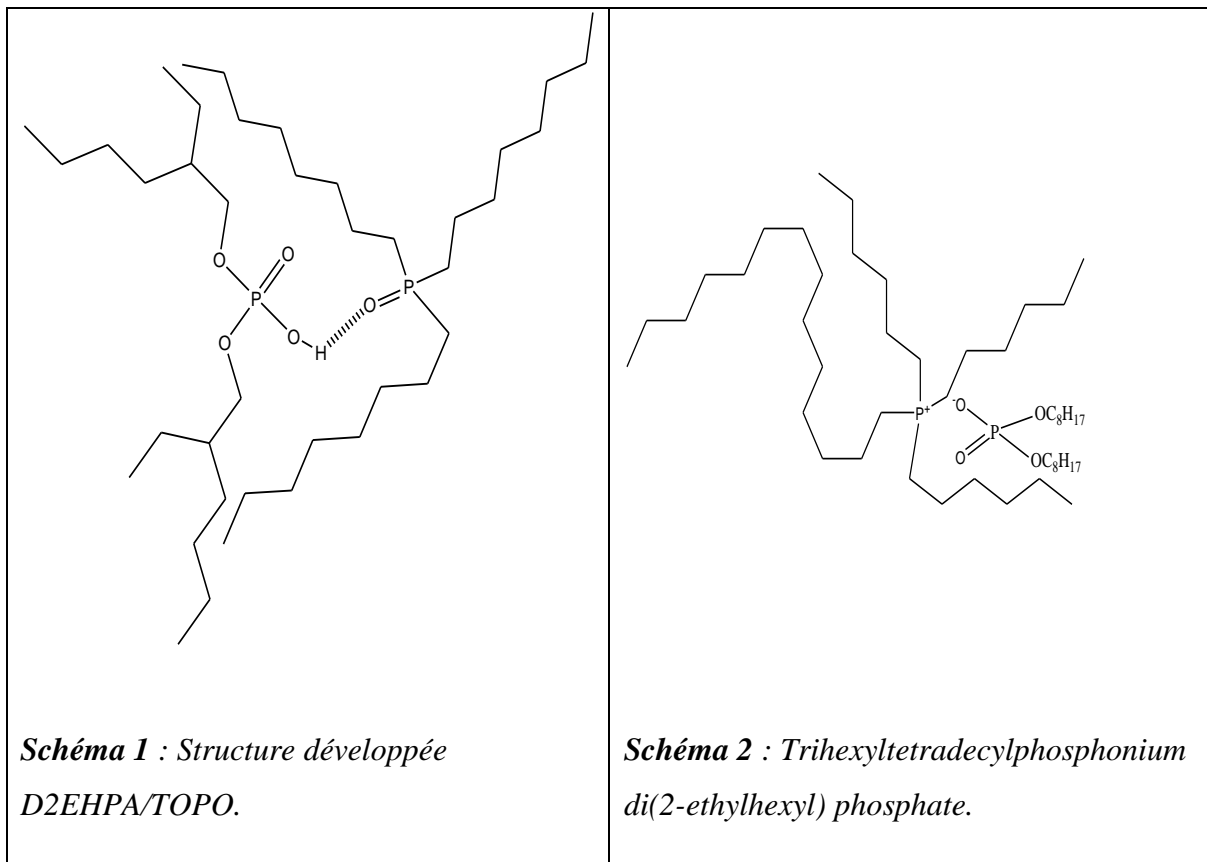 O
O
P
O
H
O
O
P
P⁺
⁻O
P
O
OC₈H₁₇
OC₈H₁₇
Schéma 1 : Structure développée
D2EHPA/TOPO.
Schéma 2 : Trihexyltetradecylphosphonium
di(2-ethylhexyl) phosphate.